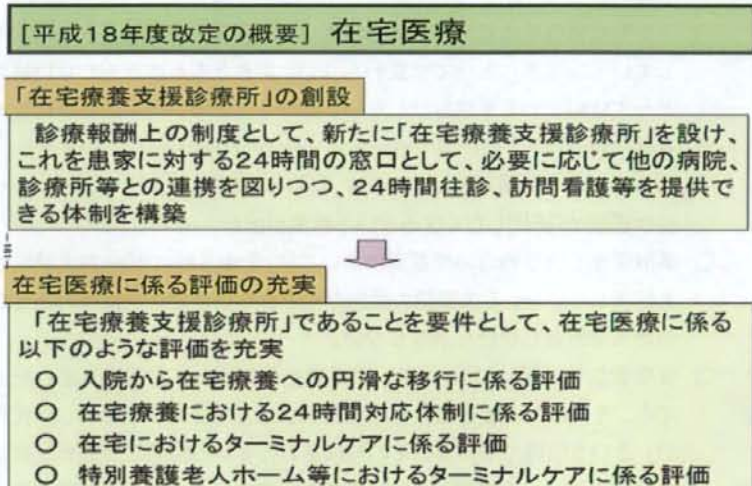 [平成18年度改定の概要] 在宅医療
「在宅療養支援診療所」の創設
診療報酬上の制度として、新たに「在宅療養支援診療所」を設け、
これを患家に対する24時間の窓口として、必要に応じて他の病院、
診療所等との連携を図りつつ、24時間往診、訪問看護等を提供で
きる体制を構築
在宅医療に係る評価の充実
「在宅療養支援診療所」であることを要件として、在宅医療に係る
以下のような評価を充実
○ 入院から在宅療養への円滑な移行に係る評価
○ 在宅療養における24時間対応体制に係る評価
○ 在宅におけるターミナルケアに係る評価
○ 特別養護老人ホーム等におけるターミナルケアに係る評価